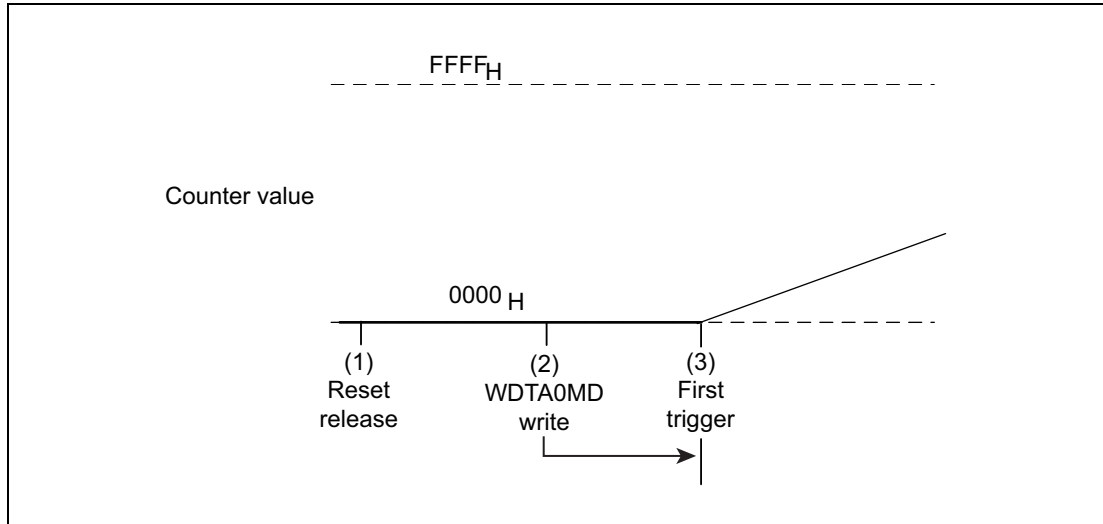 FFFFH
Counter value
0000 H
(1)
Reset
release
(2)
WDTA0MD
write
(3)
First
trigger